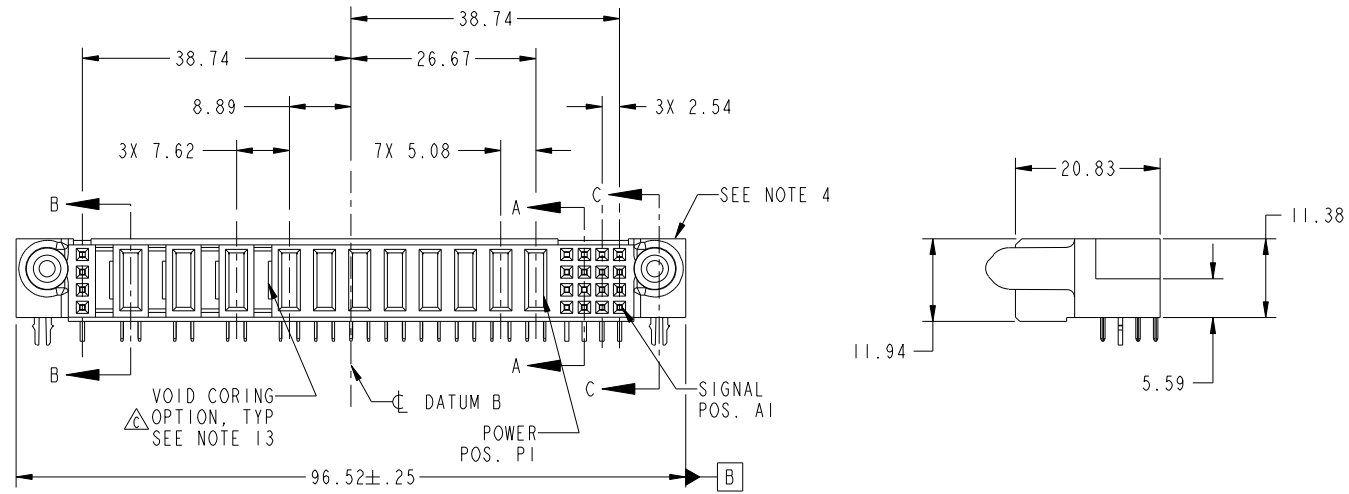 38.74
38.74
26.67
8.89
3X 2.54
3X 7.62
7X 5.08
B
A
C
SEE NOTE 4
20.83
11.38
11.94
5.59
B
A
C
VOID CORING
C OPTION, TYP
SEE NOTE 13
℄ DATUM B
POWER
POS. P1
SIGNAL
POS. A1
96.52±.25
B